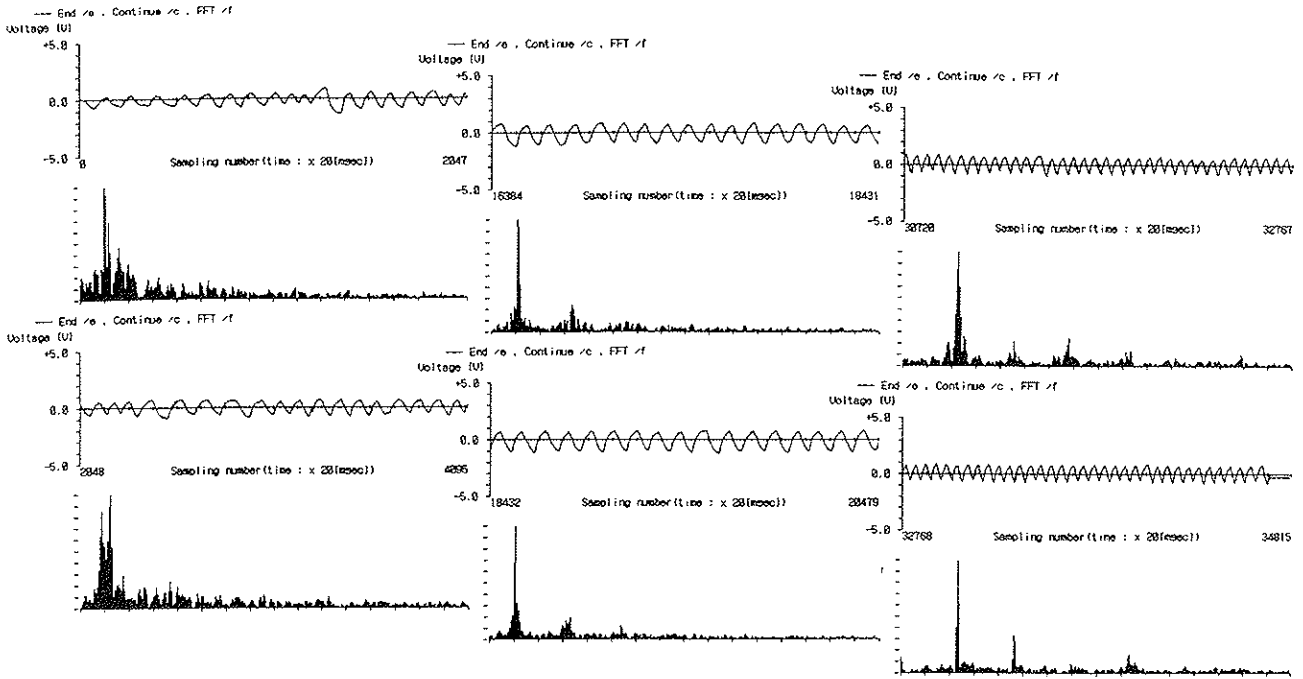 End /e , Continue /c , FFT /f
Voltage [V]
+5.0
0.0
-5.0
0 Sampling number(time : x 20[msec]) 2047
End /e , Continue /c , FFT /f
Voltage [V]
+5.0
0.0
-5.0
2048 Sampling number(time : x 20[msec]) 4095
End /e , Continue /c , FFT /f
Voltage [V]
+5.0
0.0
-5.0
16384 Sampling number(time : x 20[msec]) 18431
End /e , Continue /c , FFT /f
Voltage [V]
+5.0
0.0
-5.0
18432 Sampling number(time : x 20[msec]) 20479
End /e , Continue /c , FFT /f
Voltage [V]
+5.0
0.0
-5.0
30720 Sampling number(time : x 20[msec]) 32767
End /e , Continue /c , FFT /f
Voltage [V]
+5.0
0.0
-5.0
32768 Sampling number(time : x 20[msec]) 34815